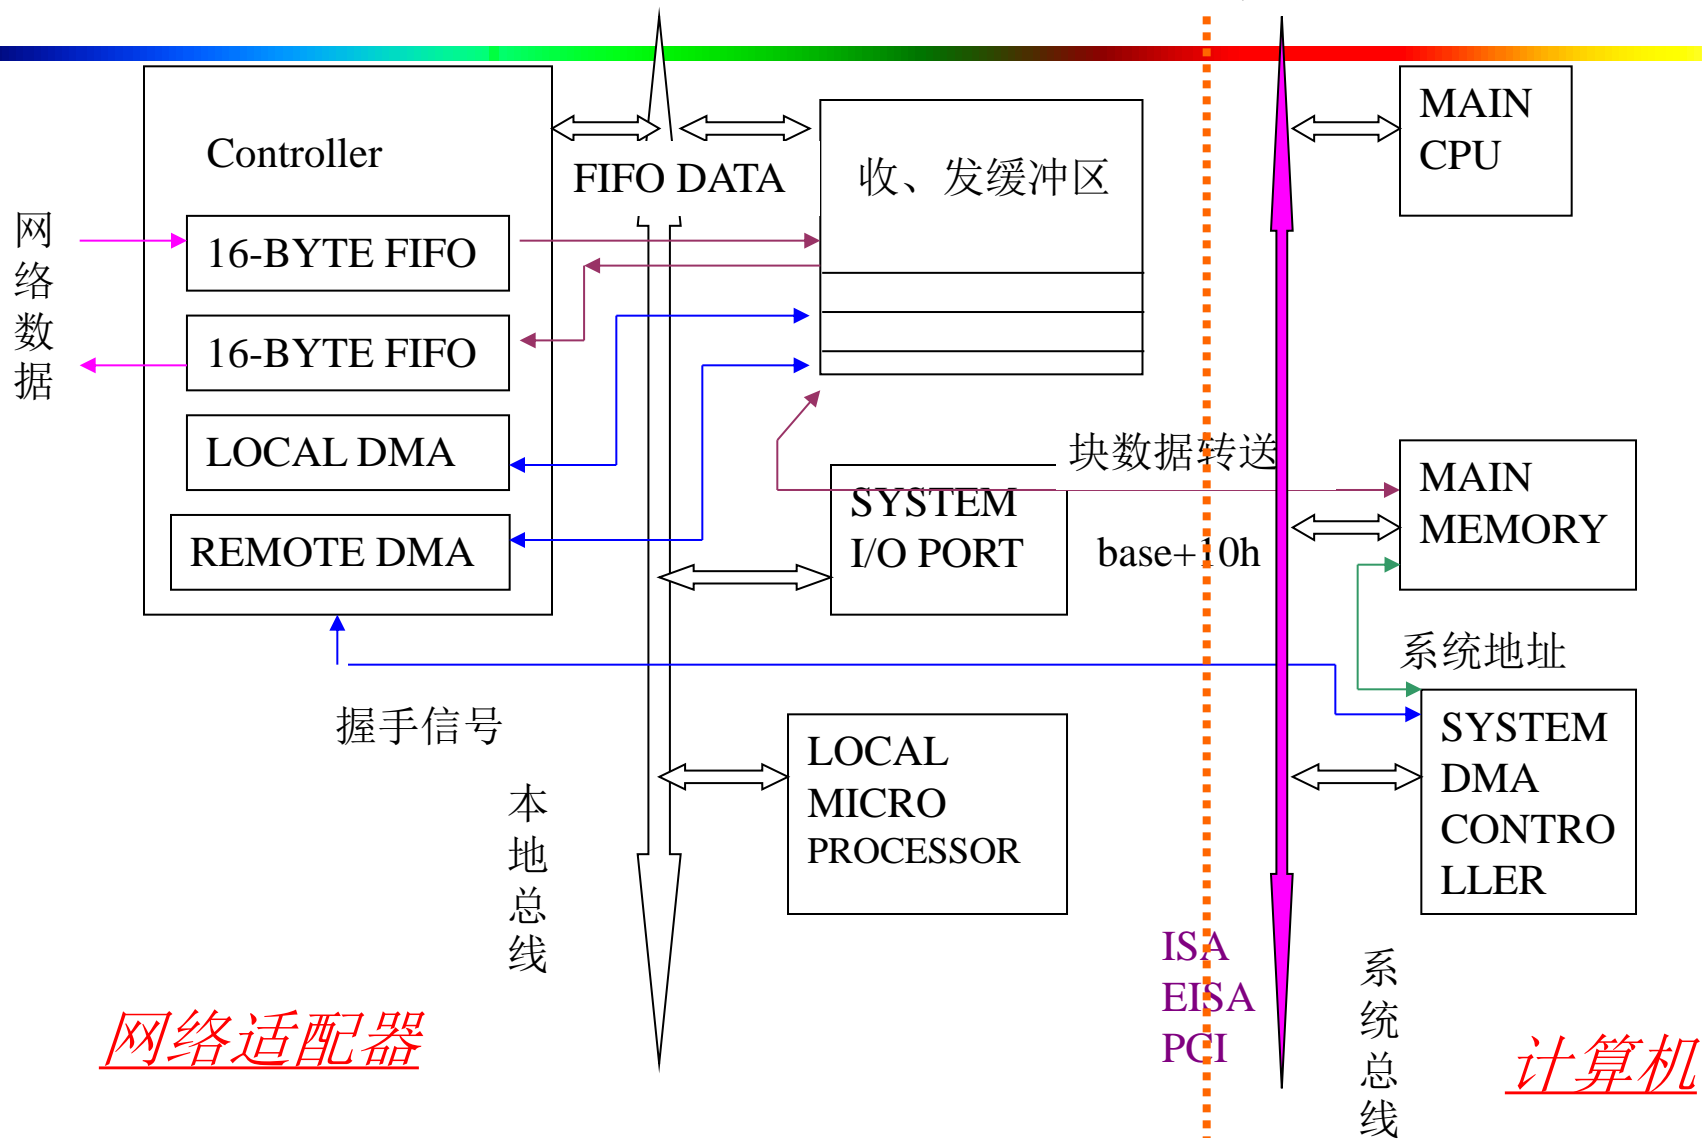 Controller
16-BYTE FIFO
16-BYTE FIFO
LOCAL DMA
REMOTE DMA
网络数据
FIFO DATA
收、发缓冲区
MAIN
CPU
块数据转送
SYSTEM
I/O PORT
base+10h
MAIN
MEMORY
系统地址
握手信号
LOCAL
MICRO
PROCESSOR
SYSTEM
DMA
CONTRO
LLER
本地总线
ISA
EISA
PCI
系统总线
网络适配器
计算机